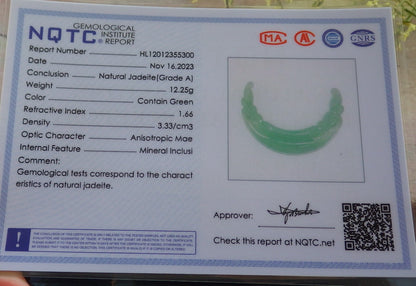 NQTC GEMOLOGICAL
INSTITUTE
REPORT
Report Number HL12012355300
Date Nov 16,2023
Conclusion Natural Jadeite(Grade A)
Weight 12.25g
Color Contain Green
Refractive Index 1.66
Density 3.33/cm3
Optic Character Anisotropic Mae
Internal Feature Mineral Inclusi
Comment:
Gemological tests correspond to the charact
eristics of natural jadeite.
MA
GNRS
Approver:
Check this report at NQTC.net